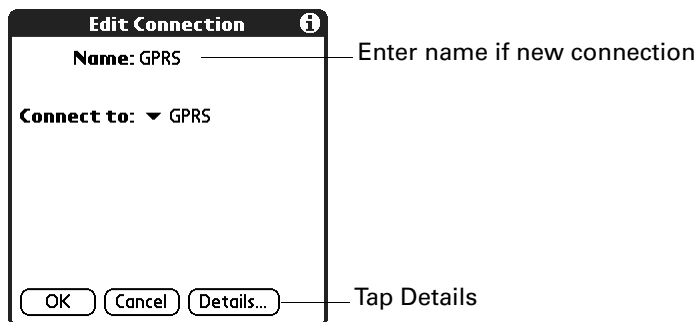 Edit Connection i
Name: GPRS
Enter name if new connection
Connect to: GPRS
OK Cancel Details...
Tap Details